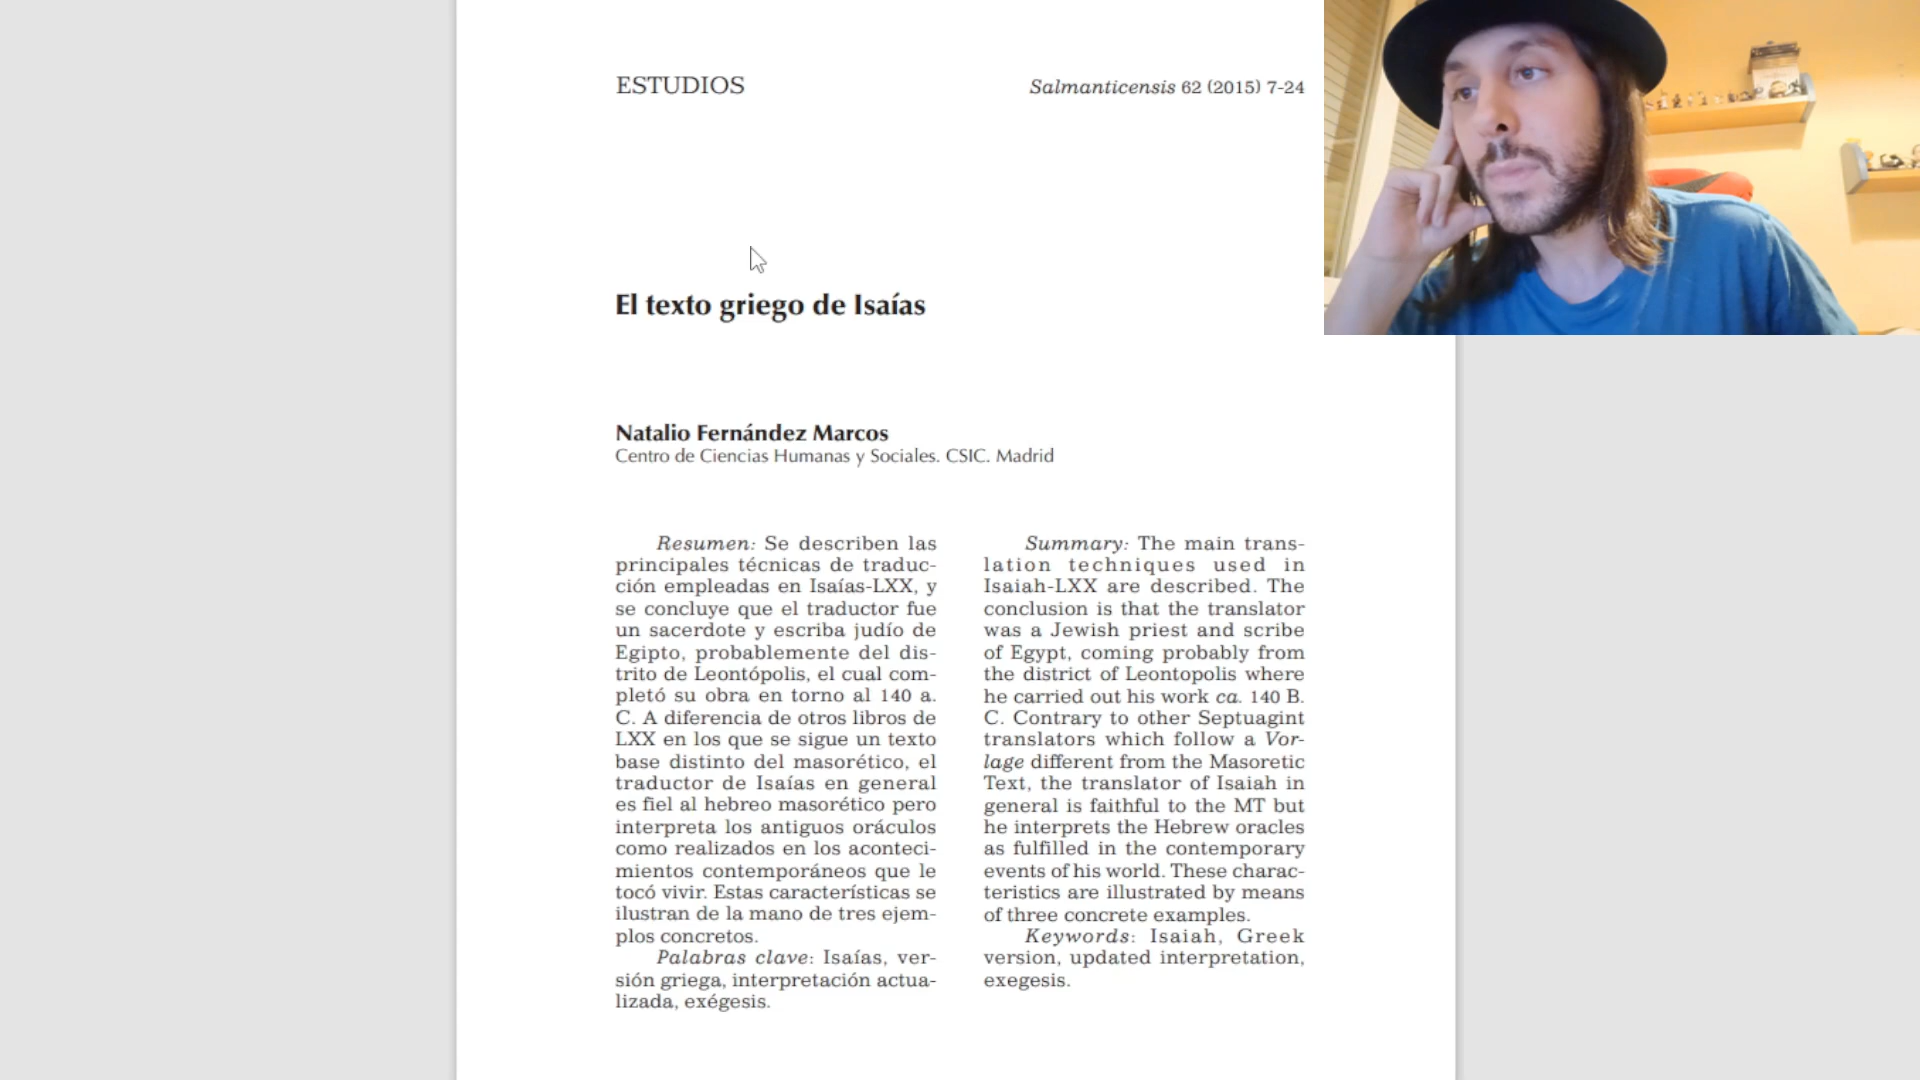 ESTUDIOS
Salmanticensis 62 (2015) 7-24
El texto griego de Isaías
Natalio Fernández Marcos
Centro de Ciencias Humanas y Sociales. CSIC. Madrid
Resumen: Se describen las
principales técnicas de traduc-
ción empleadas en Isaías-LXX, y
se concluye que el traductor fue
un sacerdote y escriba judío de
Egipto, probablemente del dis-
trito de Leontópolis, el cual com-
pletó su obra en torno al 140 a.
C. A diferencia de otros libros de
LXX en los que se sigue un texto
base distinto del masorético, el
traductor de Isaías en general
es fiel al hebreo masorético pero
interpreta los antiguos oráculos
como realizados en los aconteci-
mientos contemporáneos que le
tocó vivir. Estas características se
ilustran de la mano de tres ejem-
plos concretos.
Palabras clave: Isaías, ver-
sión griega, interpretación actua-
lizada, exégesis.
Summary: The main trans-
lation techniques used in
Isaiah-LXX are described. The
conclusion is that the translator
was a Jewish priest and scribe
of Egypt, coming probably from
the district of Leontopolis where
he carried out his work ca. 140 B.
C. Contrary to other Septuagint
translators which follow a Vor-
lage different from the Masoretic
Text, the translator of Isaiah in
general is faithful to the MT but
he interprets the Hebrew oracles
as fulfilled in the contemporary
events of his world. These charac-
teristics are illustrated by means
of three concrete examples.
Keywords: Isaiah, Greek
version, updated interpretation,
exegesis.